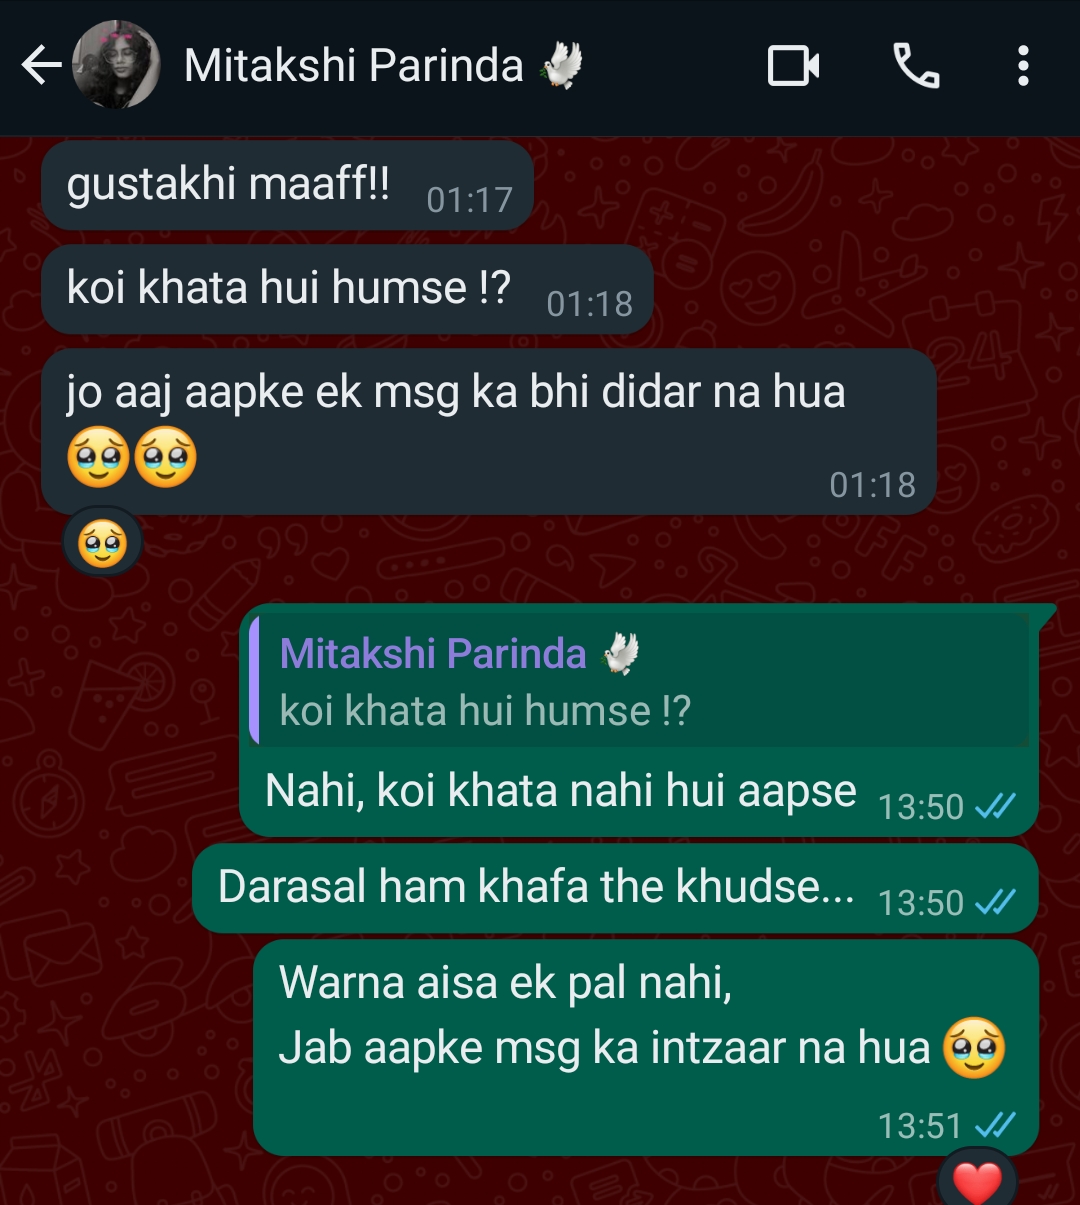 Mitakshi Parinda 🕊️
gustakhi maaff!! 01:17
koi khata hui humse !? 01:18
jo aaj aapke ek msg ka bhi didar na hua
🥹🥹
01:18
🥹
Mitakshi Parinda 🕊️
koi khata hui humse !?
Nahi, koi khata nahi hui aapse 13:50
Darasal ham khafa the khudse... 13:50
Warna aisa ek pal nahi,
Jab aapke msg ka intzaar na hua 🥹
13:51
❤️